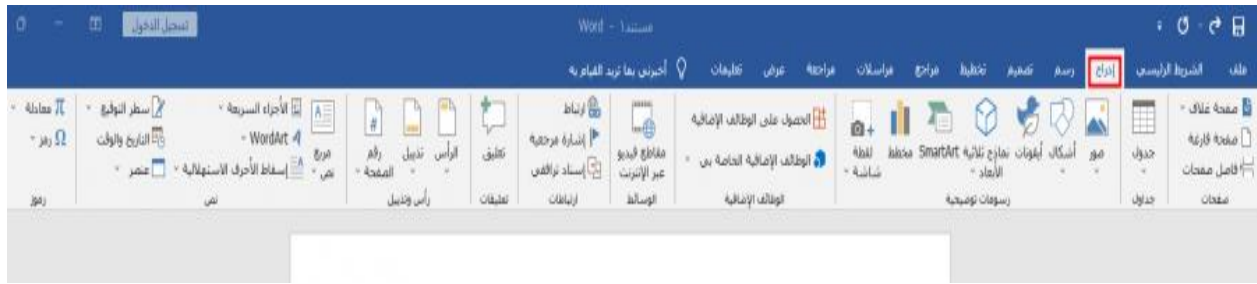 مستند1 - Word
تسجيل الدخول
ملف الشريط الرئيسي إدراج رسم تصميم تخطيط مراجع مراسلات مراجعة عرض تعليمات أخبرني بما تريد القيام به
صفحة غلاف
صفحة فارغة
فاصل صفحات
صفحات
جدول
جداول
صور
أشكال
أيقونات
نماذج ثلاثية الأبعاد
SmartArt
مخطط
لقطة شاشة
رسومات توضيحية
الحصول على الوظائف الإضافية
الوظائف الإضافية الخاصة بي
الوظائف الإضافية
مقاطع فيديو عبر الإنترنت
الوسائط
ارتباط
إشارة مرجعية
إسناد ترافقي
ارتباطات
تعليق
تعليقات
الرأس
تذييل
رقم الصفحة
رأس وتذييل
مربع نص
الأجزاء السريعة
WordArt
إسقاط الأحرف الاستهلالية
سطر التوقيع
التاريخ والوقت
عنصر
نص
π معادلة
Ω رمز
رموز